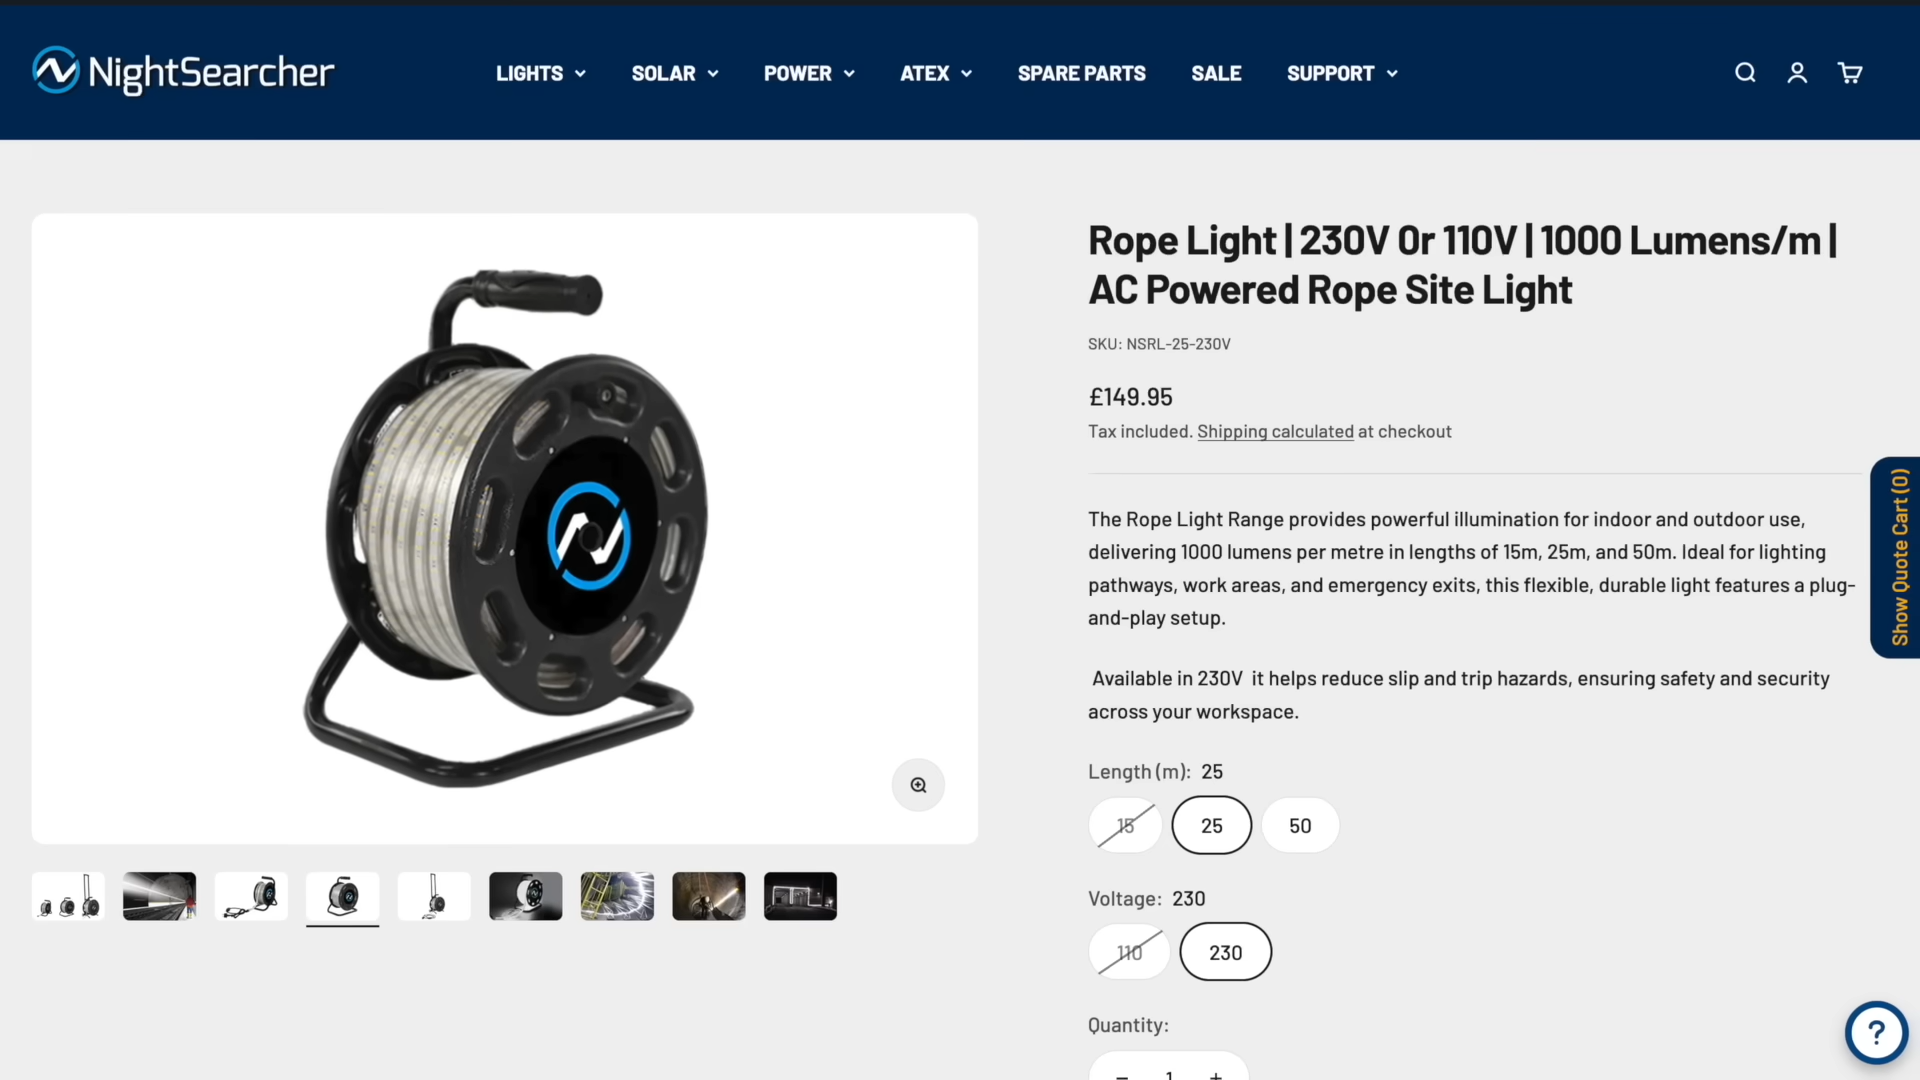 NightSearcher
LIGHTS
SOLAR
POWER
ATEX
SPARE PARTS
SALE
SUPPORT
Rope Light | 230V Or 110V | 1000 Lumens/m |
AC Powered Rope Site Light
SKU: NSRL-25-230V
£149.95
Tax included. Shipping calculated at checkout
The Rope Light Range provides powerful illumination for indoor and outdoor use,
delivering 1000 lumens per metre in lengths of 15m, 25m, and 50m. Ideal for lighting
pathways, work areas, and emergency exits, this flexible, durable light features a plug-
and-play setup.
Available in 230V  it helps reduce slip and trip hazards, ensuring safety and security
across your workspace.
Length (m): 25
15
25
50
Voltage: 230
110
230
Quantity:
− 1 +
Show Quote Cart (0)
?